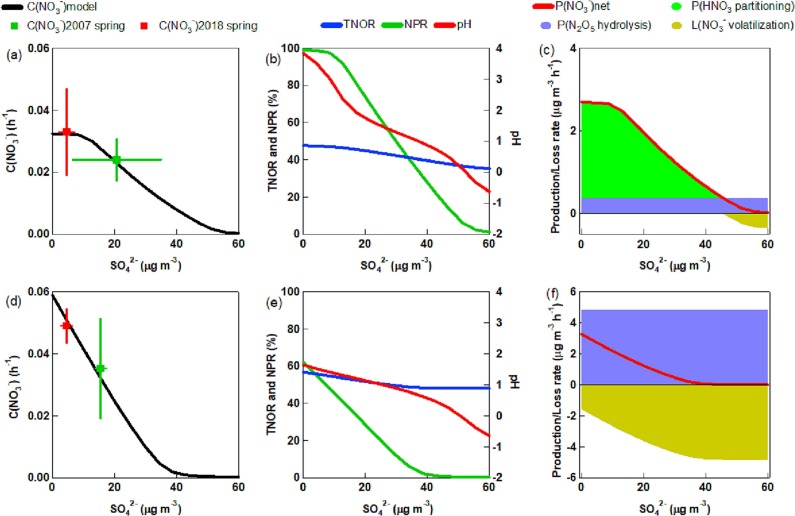 C(NO₃⁻)model
C(NO₃⁻)2007 spring C(NO₃⁻)2018 spring
TNOR NPR pH
P(NO₃⁻)net P(HNO₃ partitioning)
P(N₂O₅ hydrolysis) L(NO₃⁻ volatilization)
(a)
C(NO₃⁻) (h⁻¹)
0.06
0.04
0.02
0.00
0 20 40 60
SO₄²⁻ (μg m⁻³)
(b)
TNOR and NPR (%)
100
80
60
40
20
0
4
3
2
1
0
-1
-2
pH
0 20 40 60
SO₄²⁻ (μg m⁻³)
(c)
Production/Loss rate (μg m⁻³ h⁻¹)
4
2
0
0 20 40 60
SO₄²⁻ (μg m⁻³)
(d)
C(NO₃⁻) (h⁻¹)
0.06
0.04
0.02
0.00
0 20 40 60
SO₄²⁻ (μg m⁻³)
(e)
TNOR and NPR (%)
100
80
60
40
20
0
4
3
2
1
0
-1
-2
pH
0 20 40 60
SO₄²⁻ (μg m⁻³)
(f)
Production/Loss rate (μg m⁻³ h⁻¹)
6
4
2
0
-2
-4
-6
0 20 40 60
SO₄²⁻ (μg m⁻³)